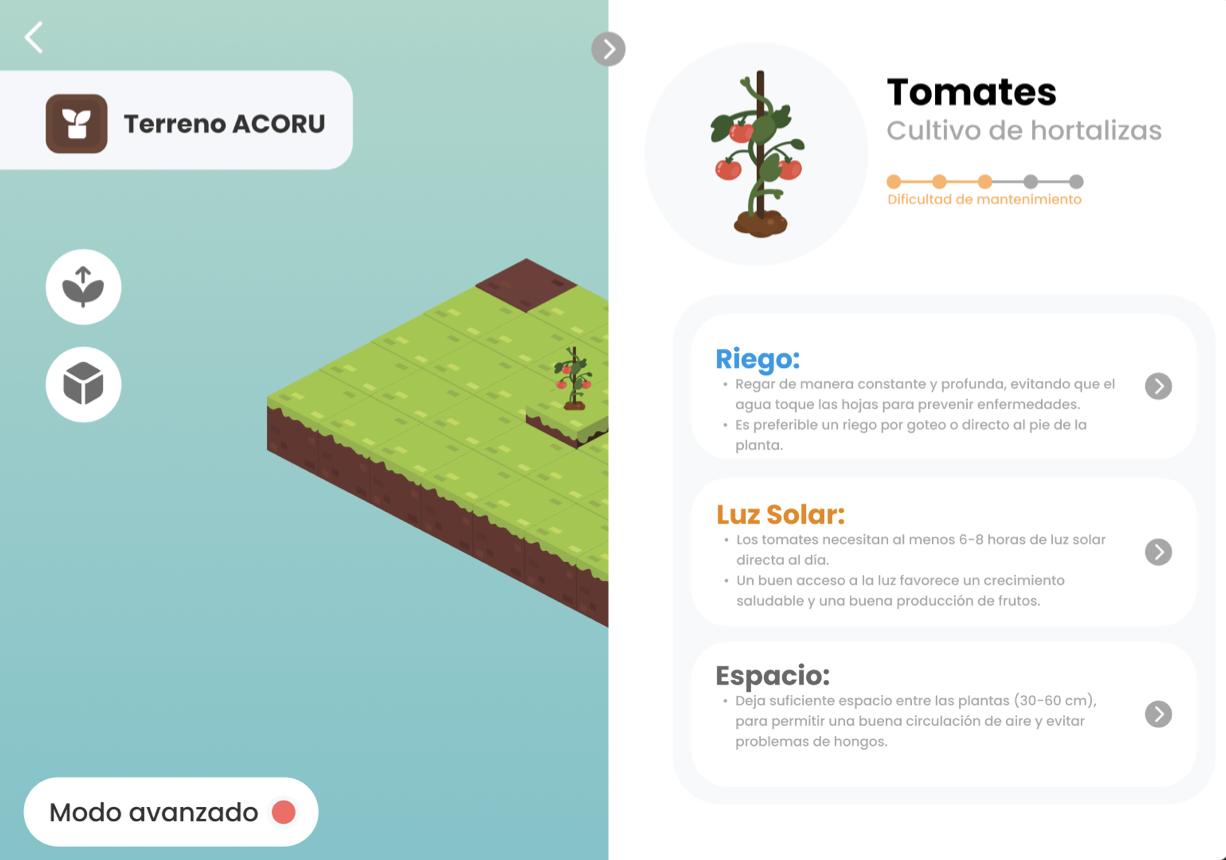 Terreno ACORU
Modo avanzado
Tomates
Cultivo de hortalizas
Dificultad de mantenimiento
Riego:
• Regar de manera constante y profunda, evitando que el
agua toque las hojas para prevenir enfermedades.
• Es preferible un riego por goteo o directo al pie de la
planta.
Luz Solar:
• Los tomates necesitan al menos 6-8 horas de luz solar
directa al día.
• Un buen acceso a la luz favorece un crecimiento
saludable y una buena producción de frutos.
Espacio:
• Deja suficiente espacio entre las plantas (30-60 cm),
para permitir una buena circulación de aire y evitar
problemas de hongos.